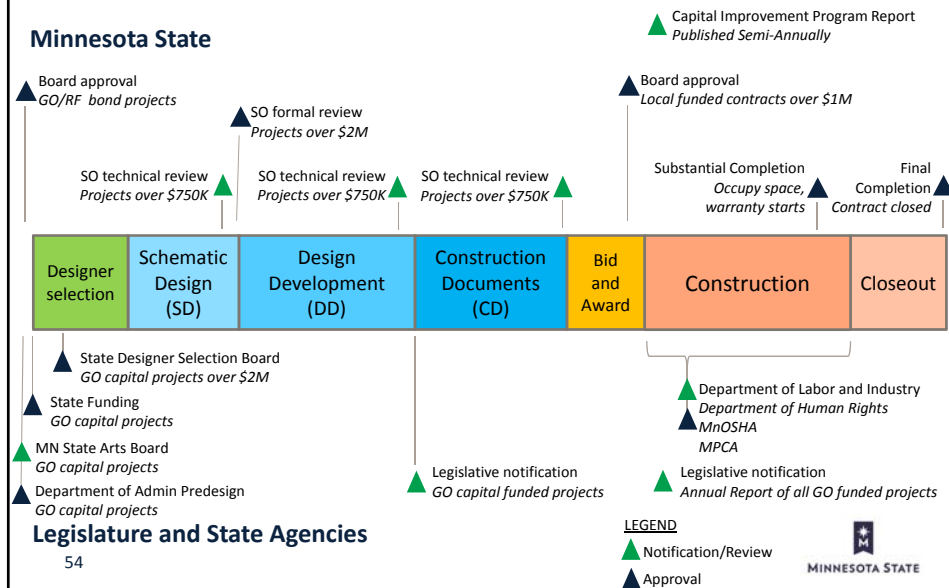 Minnesota State
Capital Improvement Program Report
Published Semi-Annually
Board approval
GO/RF bond projects
SO formal review
Projects over $2M
Board approval
Local funded contracts over $1M
SO technical review
Projects over $750K
SO technical review
Projects over $750K
SO technical review
Projects over $750K
Substantial Completion
Occupy space,
warranty starts
Final
Completion
Contract closed
Designer
selection
Schematic
Design
(SD)
Design
Development
(DD)
Construction
Documents
(CD)
Bid
and
Award
Construction
Closeout
State Designer Selection Board
GO capital projects over $2M
State Funding
GO capital projects
MN State Arts Board
GO capital projects
Department of Admin Predesign
GO capital projects
Legislative notification
GO capital funded projects
Department of Labor and Industry
Department of Human Rights
MnOSHA
MPCA
Legislative notification
Annual Report of all GO funded projects
Legislature and State Agencies
54
LEGEND
Notification/Review
Approval
M
MINNESOTA STATE